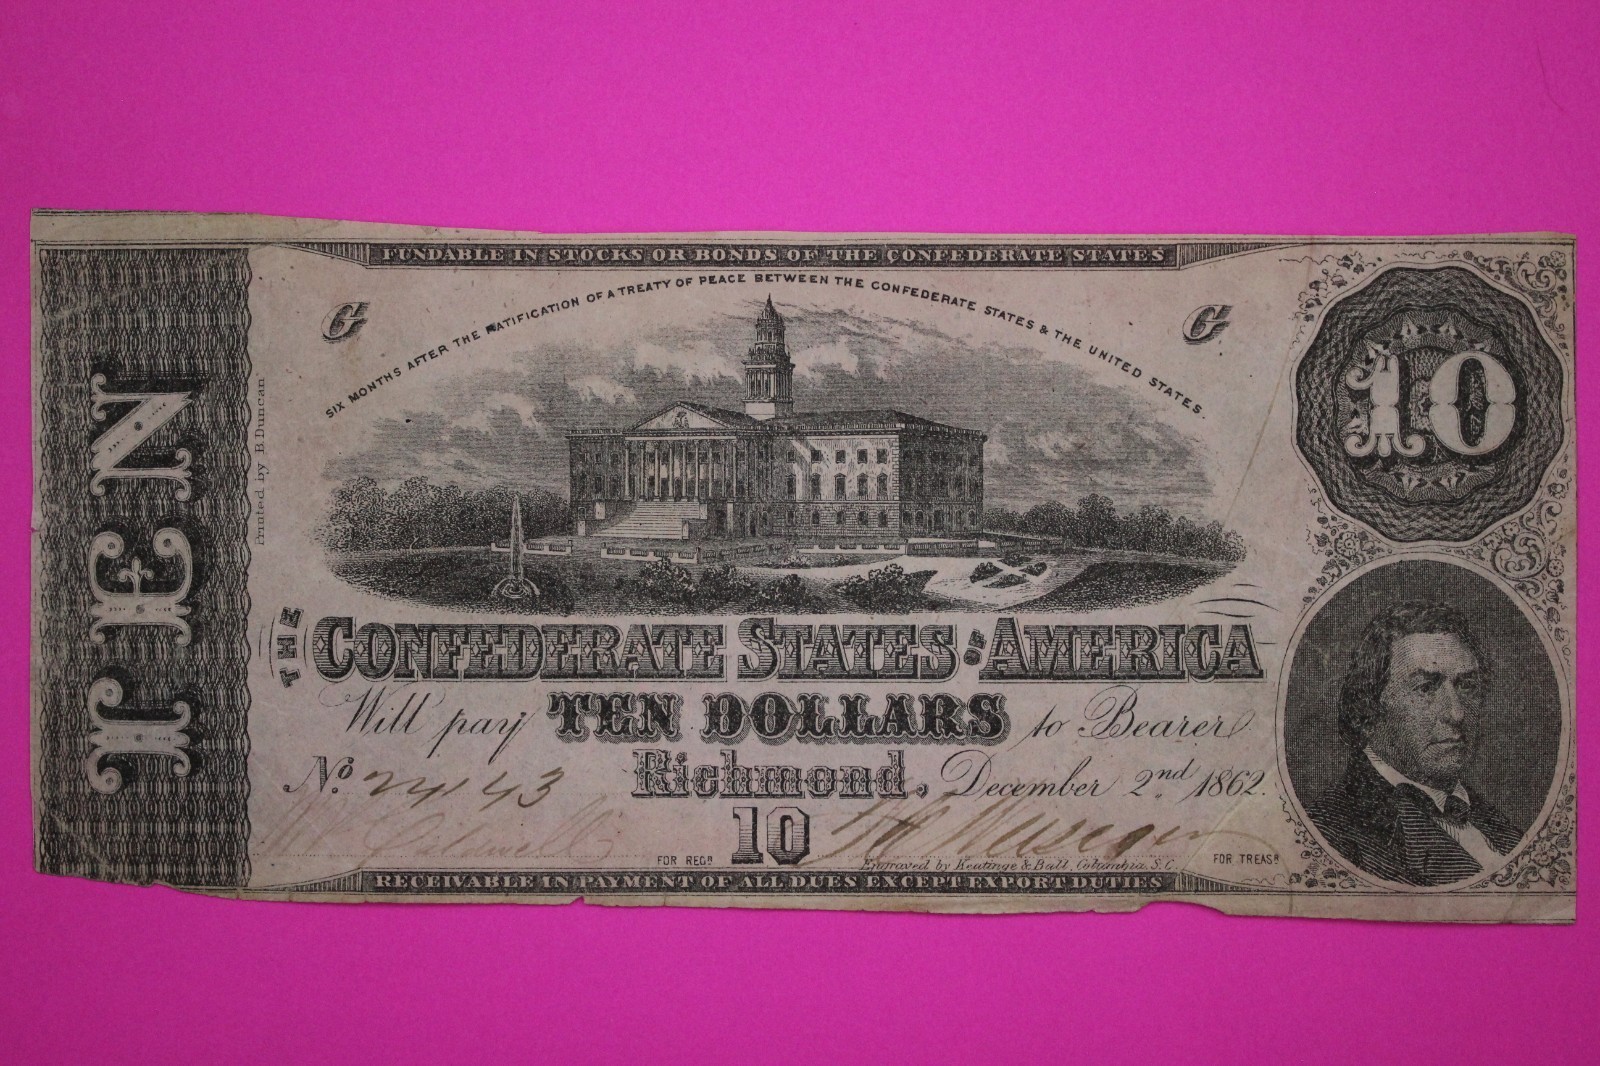 FUNDABLE IN STOCKS OR BONDS OF THE CONFEDERATE STATES
SIX MONTHS AFTER THE RATIFICATION OF A TREATY OF PEACE BETWEEN THE CONFEDERATE STATES & THE UNITED STATES.
G G
10
TEN
Printed by B Duncan
THE CONFEDERATE STATES OF AMERICA
Will pay TEN DOLLARS to Bearer
Richmond, December 2nd 1862.
No. 24143
10
FOR REGR
FOR TREASR
Engraved by Keatinge & Ball, Columbia, S.C.
RECEIVABLE IN PAYMENT OF ALL DUES EXCEPT EXPORT DUTIES